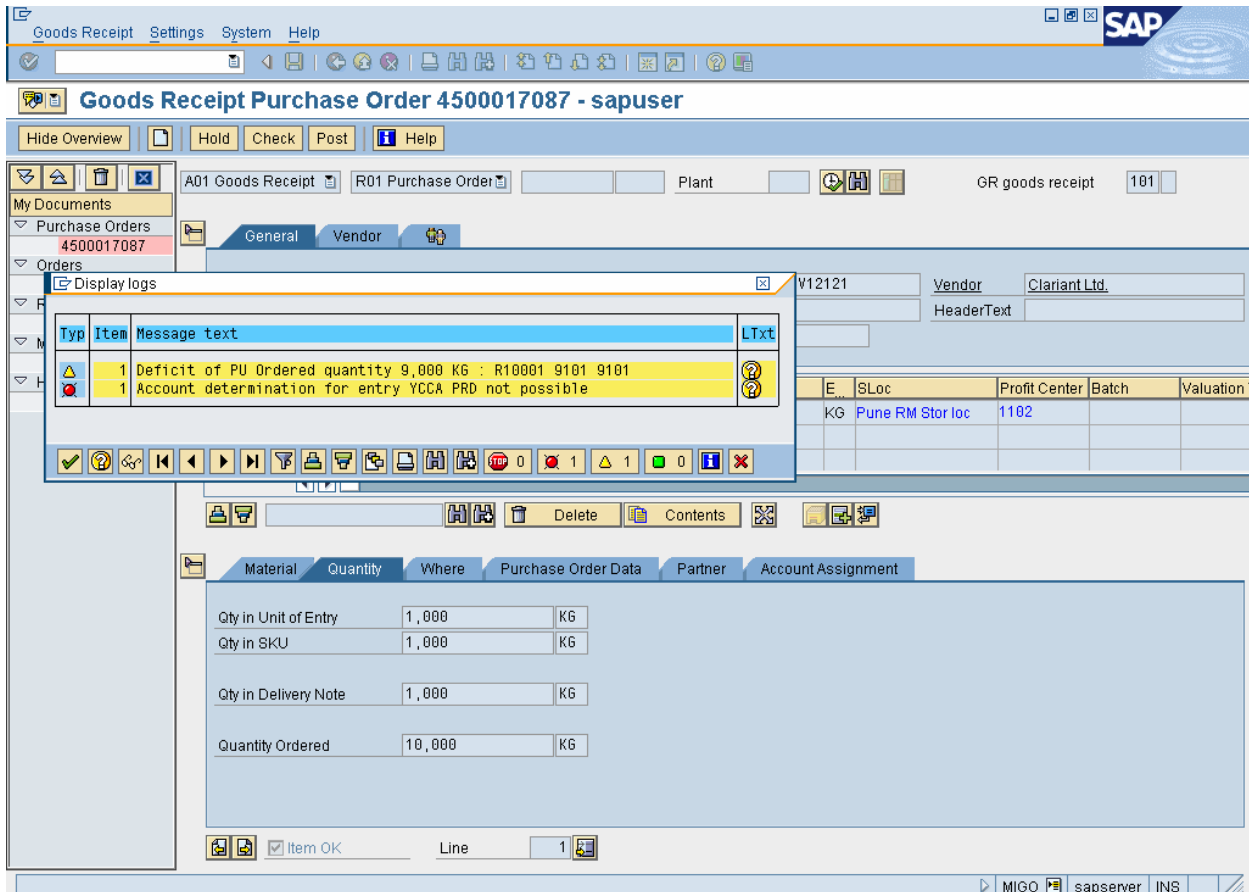 Goods Receipt Settings System Help
SAP
Goods Receipt Purchase Order 4500017087 - sapuser
Hide Overview Hold Check Post Help
A01 Goods Receipt R01 Purchase Order Plant GR goods receipt 101
My Documents
Purchase Orders
4500017087
General Vendor
Orders
Display logs
V12121 Vendor Clariant Ltd.
HeaderText
Typ Item Message text LTxt
1 Deficit of PU Ordered quantity 9,000 KG : R10001 9101 9101
1 Account determination for entry YCCA PRD not possible
E... SLoc Profit Center Batch Valuation
KG Pune RM Stor loc 1102
STOP 0 1 1 0
Delete Contents
Material Quantity Where Purchase Order Data Partner Account Assignment
Qty in Unit of Entry 1,000 KG
Qty in SKU 1,000 KG
Qty in Delivery Note 1,000 KG
Quantity Ordered 10,000 KG
Item OK Line 1
MIGO sapserver INS